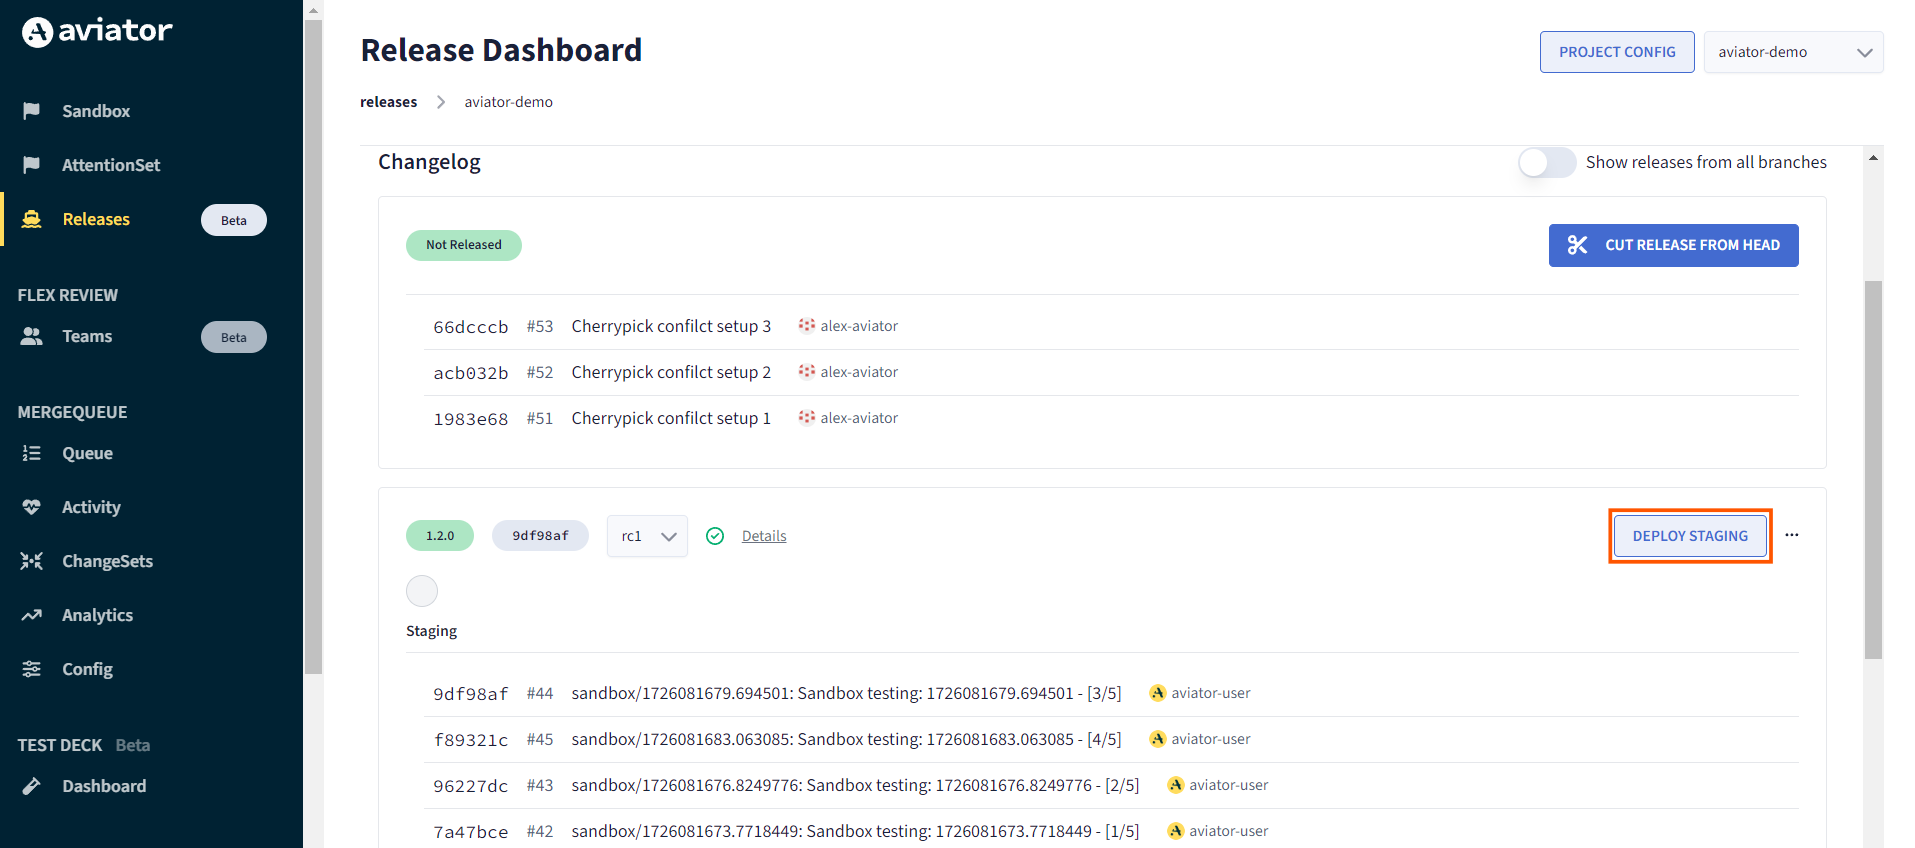 aviator
Sandbox
AttentionSet
Releases Beta
FLEX REVIEW
Teams Beta
MERGEQUEUE
Queue
Activity
ChangeSets
Analytics
Config
TEST DECK Beta
Dashboard
Release Dashboard
PROJECT CONFIG aviator-demo
releases aviator-demo
Changelog Show releases from all branches
Not Released CUT RELEASE FROM HEAD
66dcccb #53 Cherrypick confilct setup 3 alex-aviator
acb032b #52 Cherrypick confilct setup 2 alex-aviator
1983e68 #51 Cherrypick confilct setup 1 alex-aviator
1.2.0 9df98af rc1 Details DEPLOY STAGING ...
Staging
9df98af #44 sandbox/1726081679.694501: Sandbox testing: 1726081679.694501 - [3/5] aviator-user
f89321c #45 sandbox/1726081683.063085: Sandbox testing: 1726081683.063085 - [4/5] aviator-user
96227dc #43 sandbox/1726081676.8249776: Sandbox testing: 1726081676.8249776 - [2/5] aviator-user
7a47bce #42 sandbox/1726081673.7718449: Sandbox testing: 1726081673.7718449 - [1/5] aviator-user